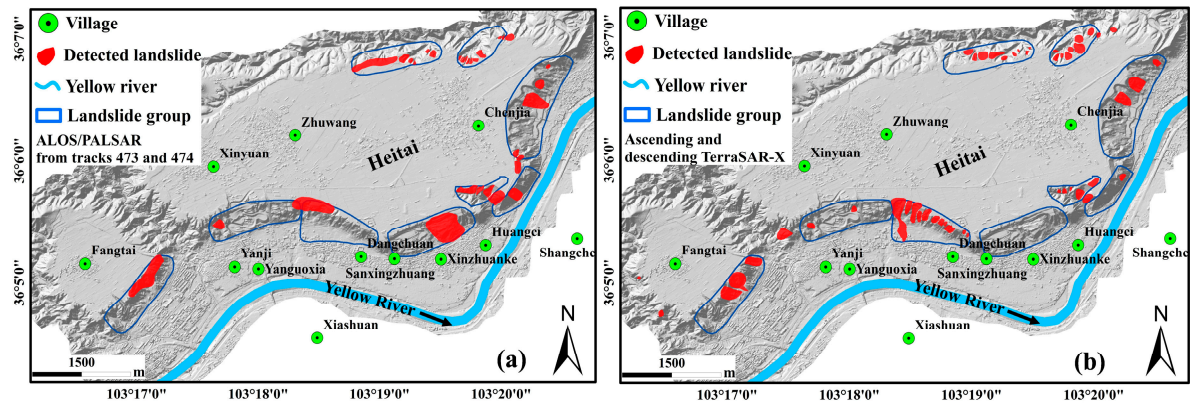 Village
Detected landslide
Yellow river
Landslide group
ALOS/PALSAR
from tracks 473 and 474
36°7'0"
36°6'0"
36°5'0"
Zhuwang
Xinyuan
Chenjia
Heitai
Fangtai
Yanji
Yanguoxia
Dangchuan
Sanxingzhuang
Huangci
Xinzhuanke
Shangche
Yellow River
Xiashuan
N
1500
m
(a)
103°17'0"
103°18'0"
103°19'0"
103°20'0"
Village
Detected landslide
Yellow river
Landslide group
Ascending and
descending TerraSAR-X
36°7'0"
36°6'0"
36°5'0"
Zhuwang
Xinyuan
Chenjia
Heitai
Fangtai
Yanji
Yanguoxia
Dangchuan
Sanxingzhuang
Huangci
Xinzhuanke
Shangche
Yellow River
Xiashuan
N
1500
m
(b)
103°17'0"
103°18'0"
103°19'0"
103°20'0"